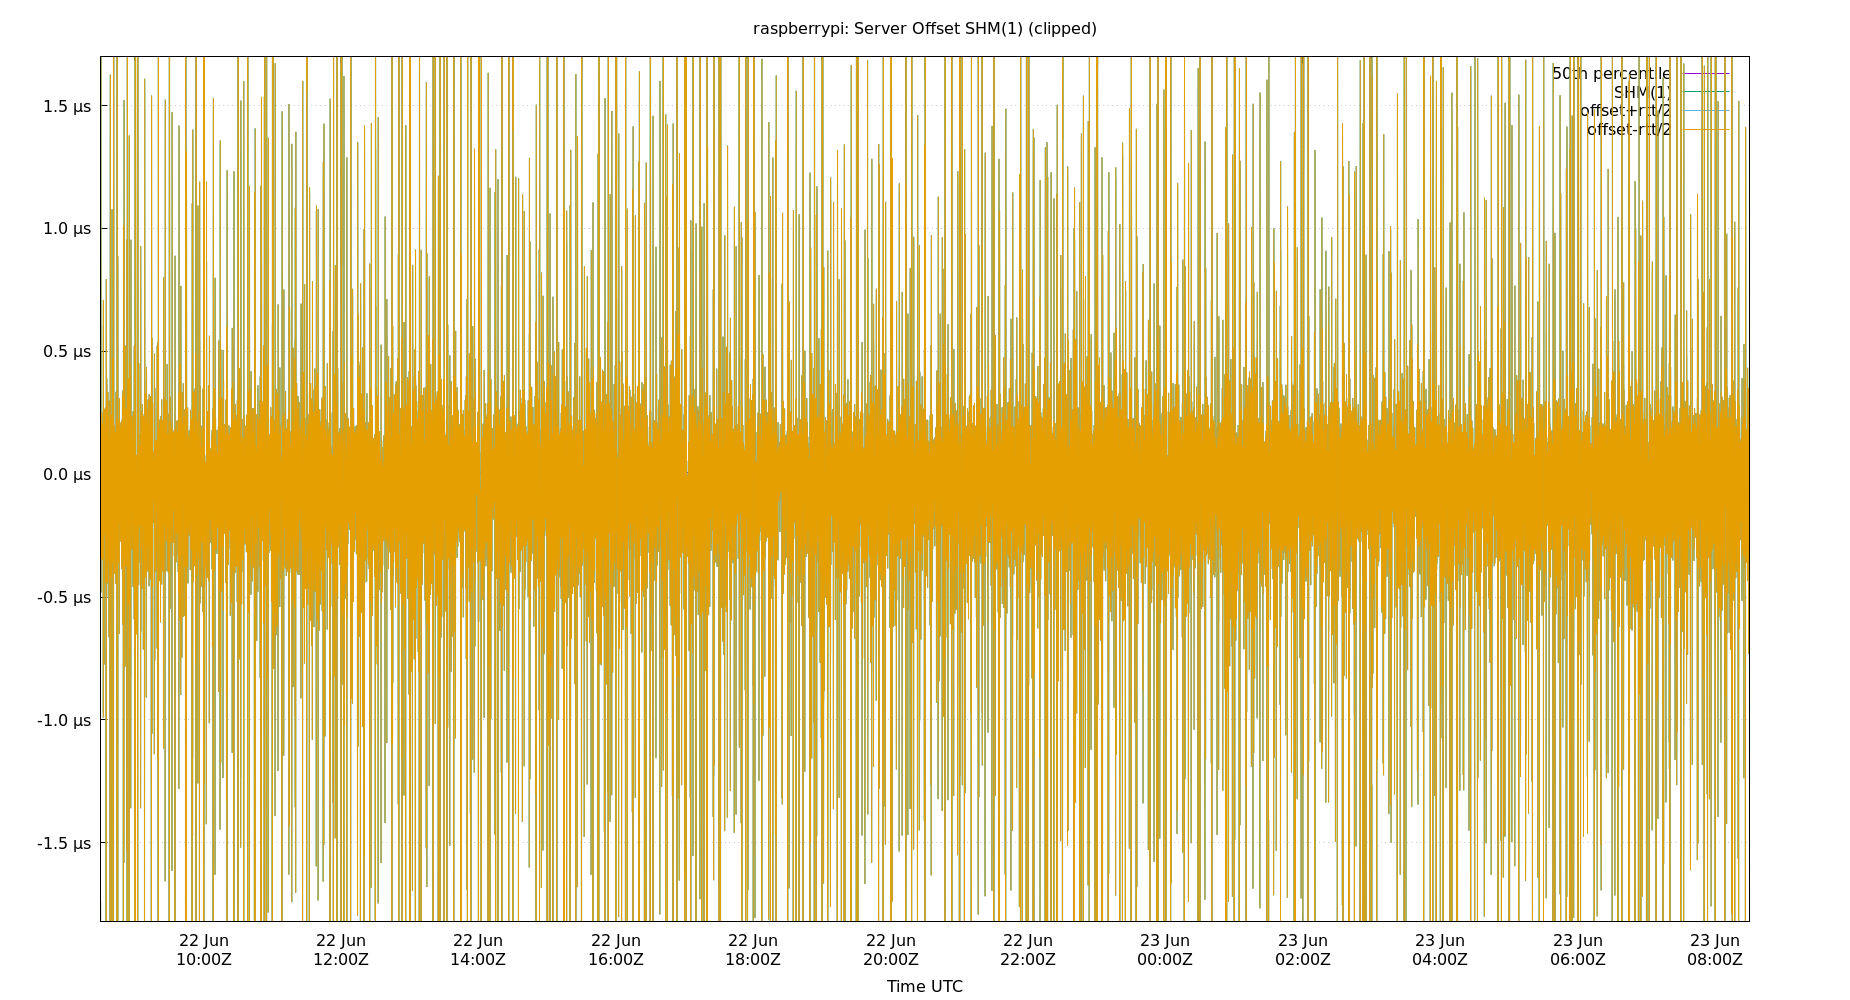 raspberrypi: Server Offset SHM(1) (clipped)
50th percentile
SHM(1)
offset+rtt/2
offset-rtt/2
1.5 µs
1.0 µs
0.5 µs
0.0 µs
-0.5 µs
-1.0 µs
-1.5 µs
22 Jun 22 Jun 22 Jun 22 Jun 22 Jun 22 Jun 22 Jun 23 Jun 23 Jun 23 Jun 23 Jun 23 Jun
10:00Z 12:00Z 14:00Z 16:00Z 18:00Z 20:00Z 22:00Z 00:00Z 02:00Z 04:00Z 06:00Z 08:00Z
Time UTC